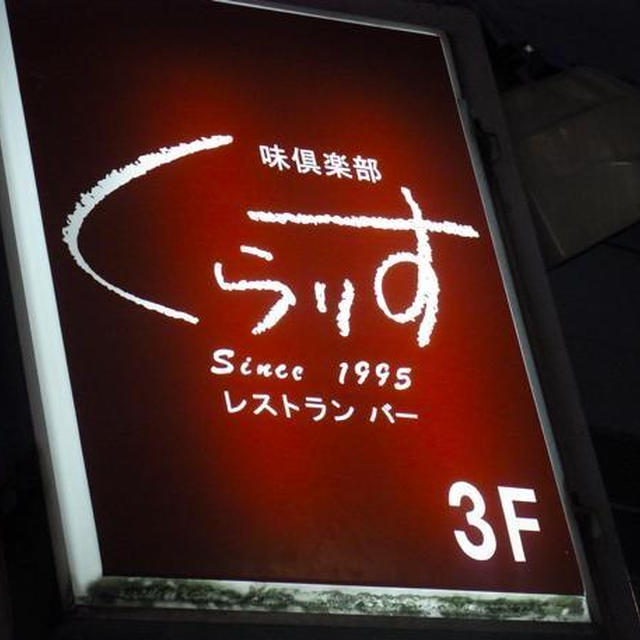 味倶楽部
くらりす
Since 1995
レストラン バー
3F